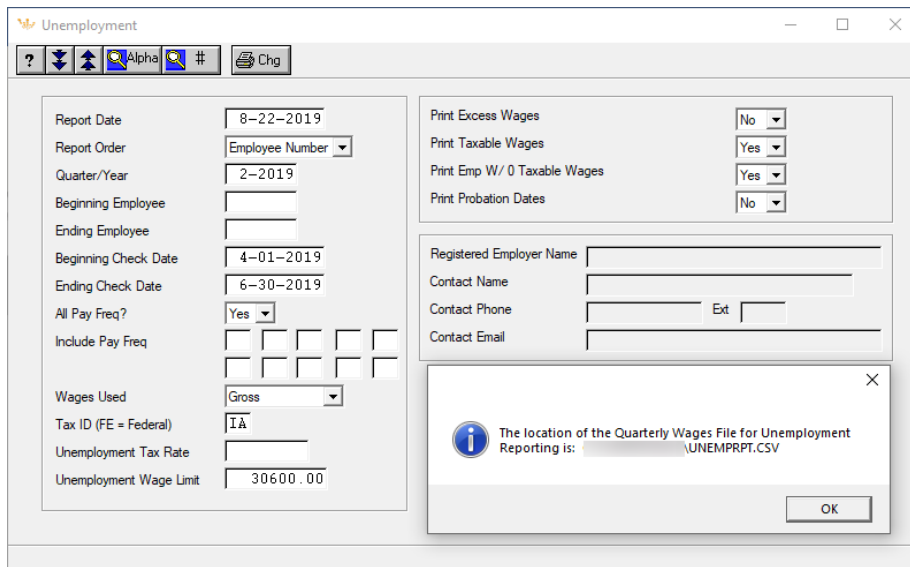 Unemployment
? Alpha # Chg
Report Date 8-22-2019
Report Order Employee Number
Quarter/Year 2-2019
Beginning Employee
Ending Employee
Beginning Check Date 4-01-2019
Ending Check Date 6-30-2019
All Pay Freq? Yes
Include Pay Freq
Wages Used Gross
Tax ID (FE = Federal) IA
Unemployment Tax Rate
Unemployment Wage Limit 30600.00
Print Excess Wages No
Print Taxable Wages Yes
Print Emp W/ 0 Taxable Wages Yes
Print Probation Dates No
Registered Employer Name
Contact Name
Contact Phone Ext
Contact Email
The location of the Quarterly Wages File for Unemployment
Reporting is: \UNEMPRPT.CSV
OK